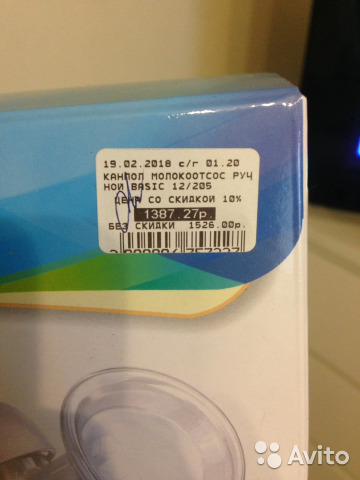 19.02.2018 с/г 01.20
КАНПОЛ МОЛОКООТСОС РУЧ
НОЙ BASIC 12/205
ЦЕНА СО СКИДКОЙ 10%
1387.27р.
БЕЗ СКИДКИ 1526.00р.
Avito